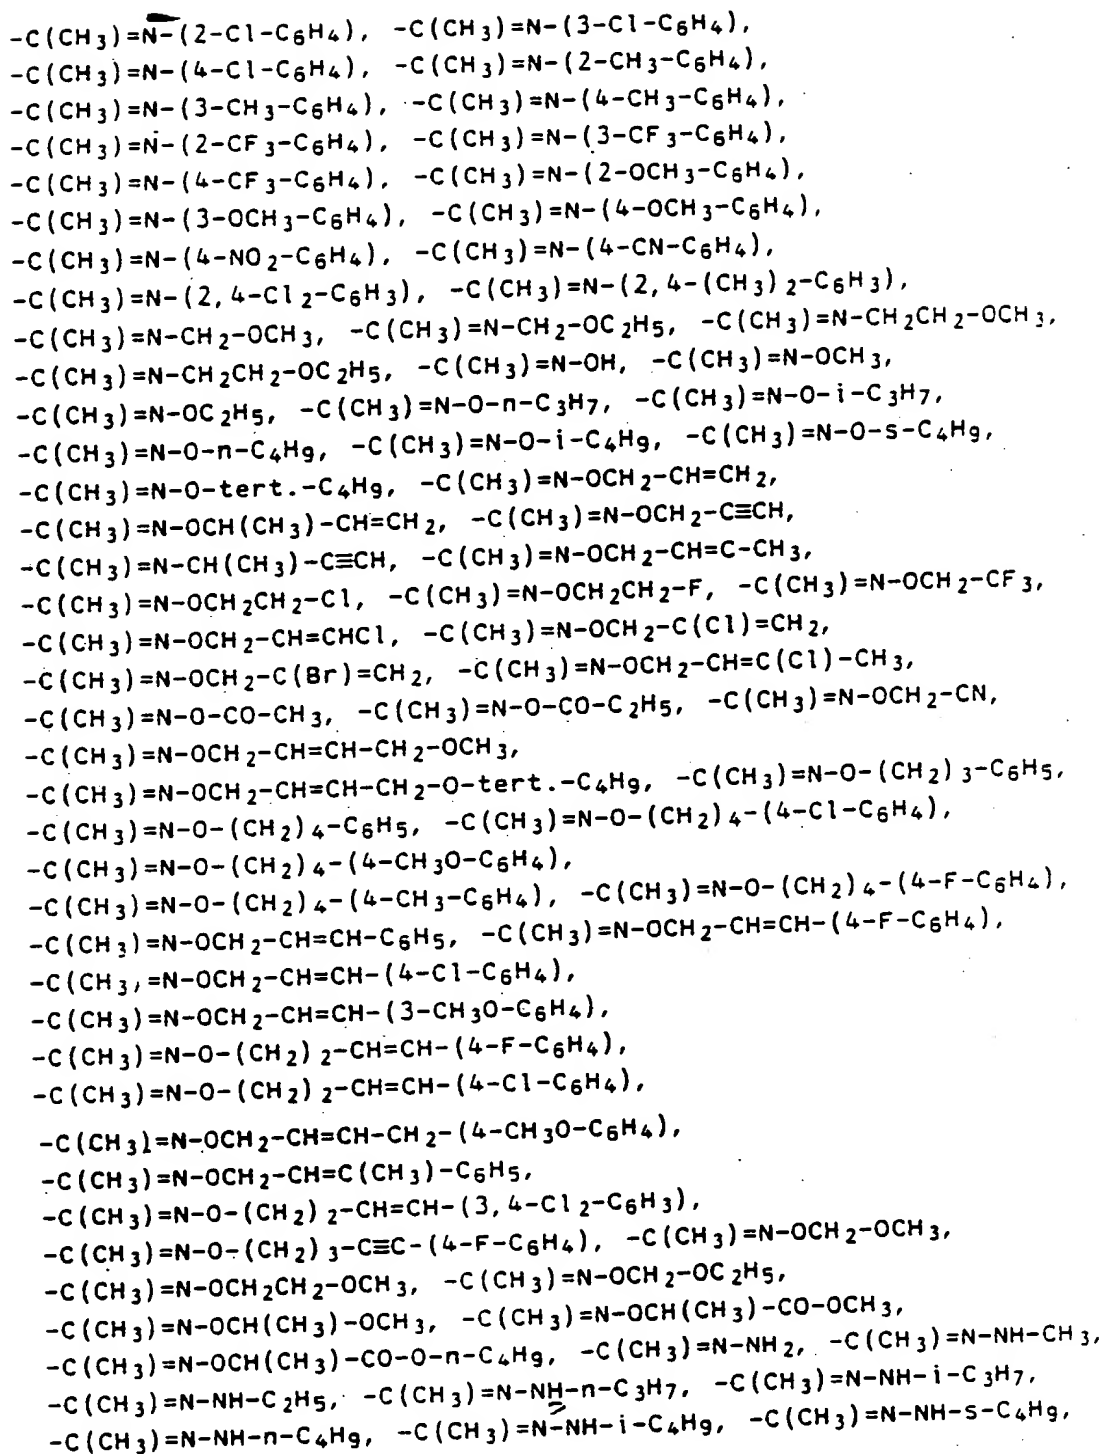 -C(CH3)=N-(2-Cl-C6H4), -C(CH3)=N-(3-Cl-C6H4),
-C(CH3)=N-(4-Cl-C6H4), -C(CH3)=N-(2-CH3-C6H4),
-C(CH3)=N-(3-CH3-C6H4), -C(CH3)=N-(4-CH3-C6H4),
-C(CH3)=N-(2-CF3-C6H4), -C(CH3)=N-(3-CF3-C6H4),
-C(CH3)=N-(4-CF3-C6H4), -C(CH3)=N-(2-OCH3-C6H4),
-C(CH3)=N-(3-OCH3-C6H4), -C(CH3)=N-(4-OCH3-C6H4),
-C(CH3)=N-(4-NO2-C6H4), -C(CH3)=N-(4-CN-C6H4),
-C(CH3)=N-(2,4-Cl2-C6H3), -C(CH3)=N-(2,4-(CH3)2-C6H3),
-C(CH3)=N-CH2-OCH3, -C(CH3)=N-CH2-OC2H5, -C(CH3)=N-CH2CH2-OCH3,
-C(CH3)=N-CH2CH2-OC2H5, -C(CH3)=N-OH, -C(CH3)=N-OCH3,
-C(CH3)=N-OC2H5, -C(CH3)=N-O-n-C3H7, -C(CH3)=N-O-i-C3H7,
-C(CH3)=N-O-n-C4H9, -C(CH3)=N-O-i-C4H9, -C(CH3)=N-O-s-C4H9,
-C(CH3)=N-O-tert.-C4H9, -C(CH3)=N-OCH2-CH=CH2,
-C(CH3)=N-OCH(CH3)-CH=CH2, -C(CH3)=N-OCH2-C≡CH,
-C(CH3)=N-CH(CH3)-C≡CH, -C(CH3)=N-OCH2-CH=C-CH3,
-C(CH3)=N-OCH2CH2-Cl, -C(CH3)=N-OCH2CH2-F, -C(CH3)=N-OCH2-CF3,
-C(CH3)=N-OCH2-CH=CHCl, -C(CH3)=N-OCH2-C(Cl)=CH2,
-C(CH3)=N-OCH2-C(Br)=CH2, -C(CH3)=N-OCH2-CH=C(Cl)-CH3,
-C(CH3)=N-O-CO-CH3, -C(CH3)=N-O-CO-C2H5, -C(CH3)=N-OCH2-CN,
-C(CH3)=N-OCH2-CH=CH-CH2-OCH3,
-C(CH3)=N-OCH2-CH=CH-CH2-O-tert.-C4H9, -C(CH3)=N-O-(CH2)3-C6H5,
-C(CH3)=N-O-(CH2)4-C6H5, -C(CH3)=N-O-(CH2)4-(4-Cl-C6H4),
-C(CH3)=N-O-(CH2)4-(4-CH3O-C6H4),
-C(CH3)=N-O-(CH2)4-(4-CH3-C6H4), -C(CH3)=N-O-(CH2)4-(4-F-C6H4),
-C(CH3)=N-OCH2-CH=CH-C6H5, -C(CH3)=N-OCH2-CH=CH-(4-F-C6H4),
-C(CH3)=N-OCH2-CH=CH-(4-Cl-C6H4),
-C(CH3)=N-OCH2-CH=CH-(3-CH3O-C6H4),
-C(CH3)=N-O-(CH2)2-CH=CH-(4-F-C6H4),
-C(CH3)=N-O-(CH2)2-CH=CH-(4-Cl-C6H4),
-C(CH3)=N-OCH2-CH=CH-CH2-(4-CH3O-C6H4),
-C(CH3)=N-OCH2-CH=C(CH3)-C6H5,
-C(CH3)=N-O-(CH2)2-CH=CH-(3,4-Cl2-C6H3),
-C(CH3)=N-O-(CH2)3-C≡C-(4-F-C6H4), -C(CH3)=N-OCH2-OCH3,
-C(CH3)=N-OCH2CH2-OCH3, -C(CH3)=N-OCH2-OC2H5,
-C(CH3)=N-OCH(CH3)-OCH3, -C(CH3)=N-OCH(CH3)-CO-OCH3,
-C(CH3)=N-OCH(CH3)-CO-O-n-C4H9, -C(CH3)=N-NH2, -C(CH3)=N-NH-CH3,
-C(CH3)=N-NH-C2H5, -C(CH3)=N-NH-n-C3H7, -C(CH3)=N-NH-i-C3H7,
-C(CH3)=N-NH-n-C4H9, -C(CH3)=N-NH-i-C4H9, -C(CH3)=N-NH-s-C4H9,